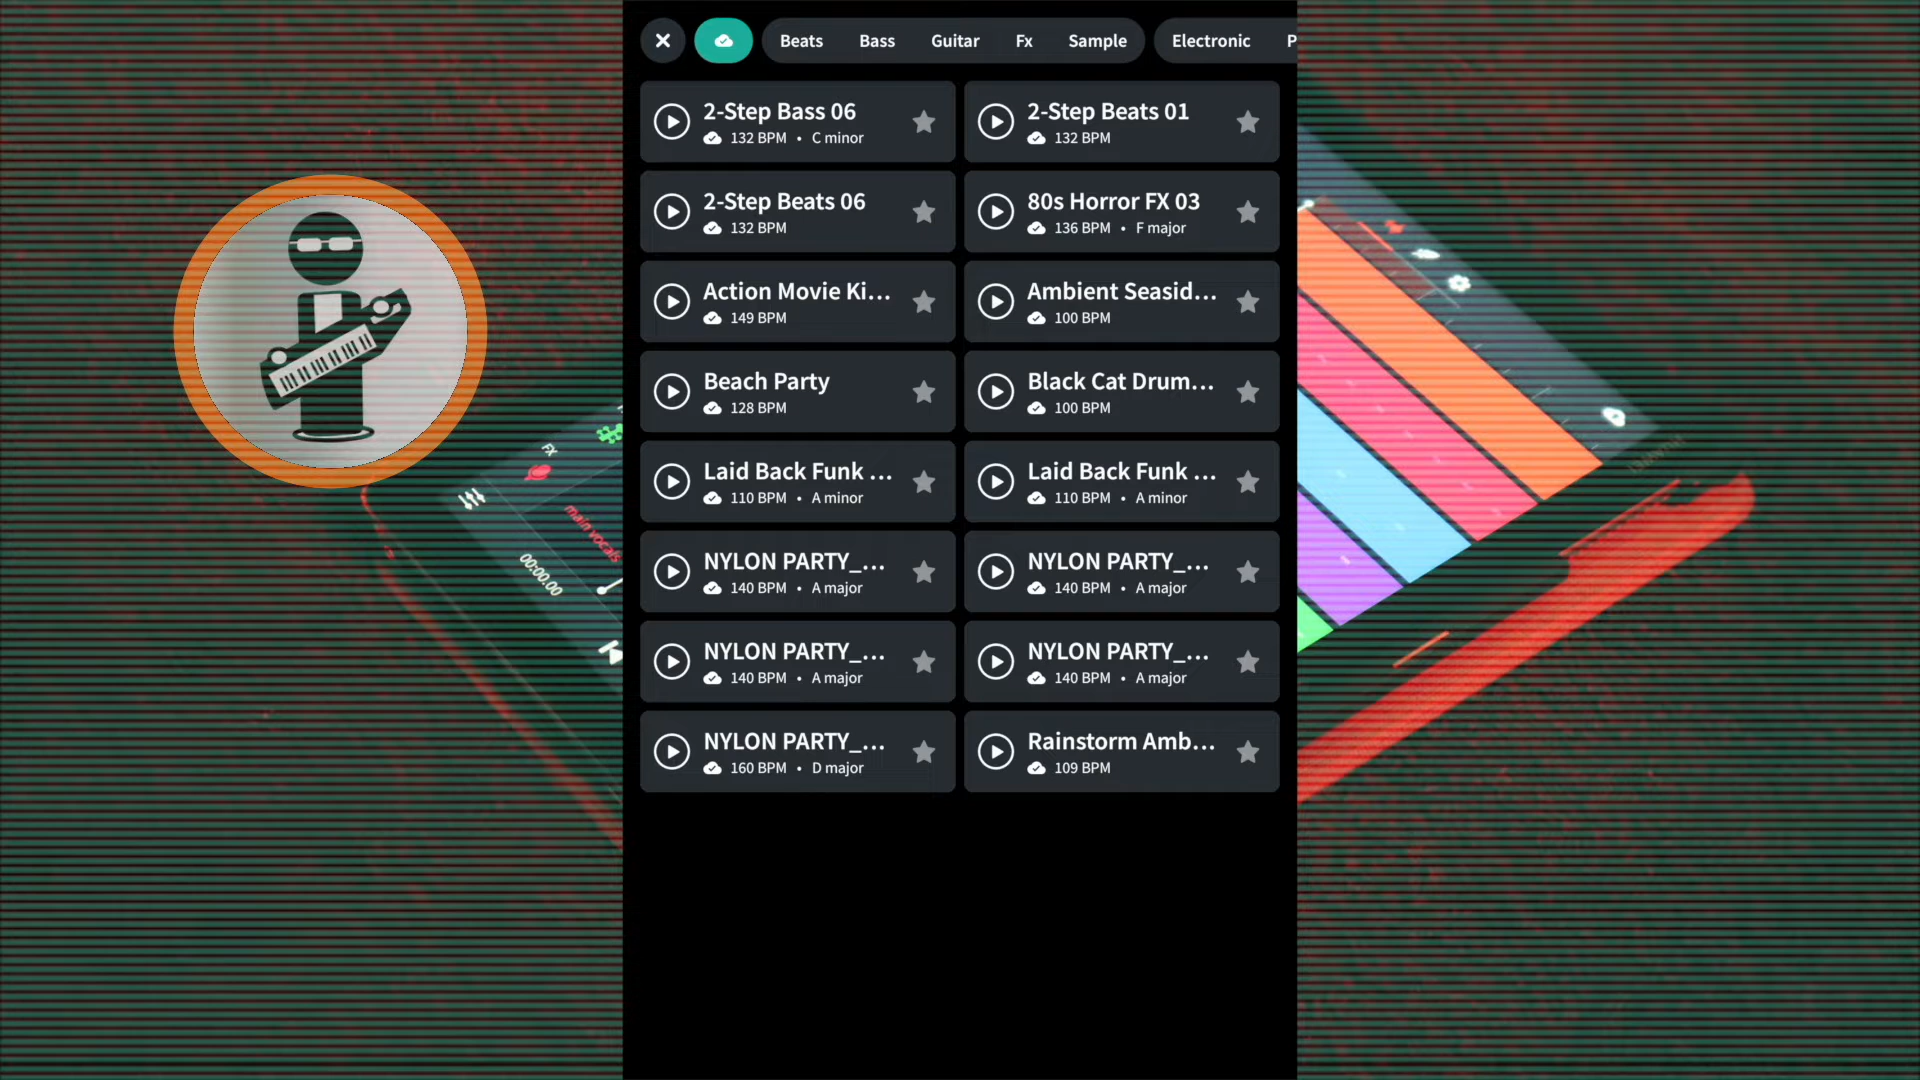 Beats Bass Guitar Fx Sample Electronic P
2-Step Bass 06
132 BPM • C minor
2-Step Beats 01
132 BPM
2-Step Beats 06
132 BPM
80s Horror FX 03
136 BPM • F major
Action Movie Ki...
149 BPM
Ambient Seasid...
100 BPM
Beach Party
128 BPM
Black Cat Drum...
100 BPM
Laid Back Funk ...
110 BPM • A minor
Laid Back Funk ...
110 BPM • A minor
NYLON PARTY_...
140 BPM • A major
NYLON PARTY_...
140 BPM • A major
NYLON PARTY_...
140 BPM • A major
NYLON PARTY_...
140 BPM • A major
NYLON PARTY_...
160 BPM • D major
Rainstorm Amb...
109 BPM
FX
main vocals
00:00.00